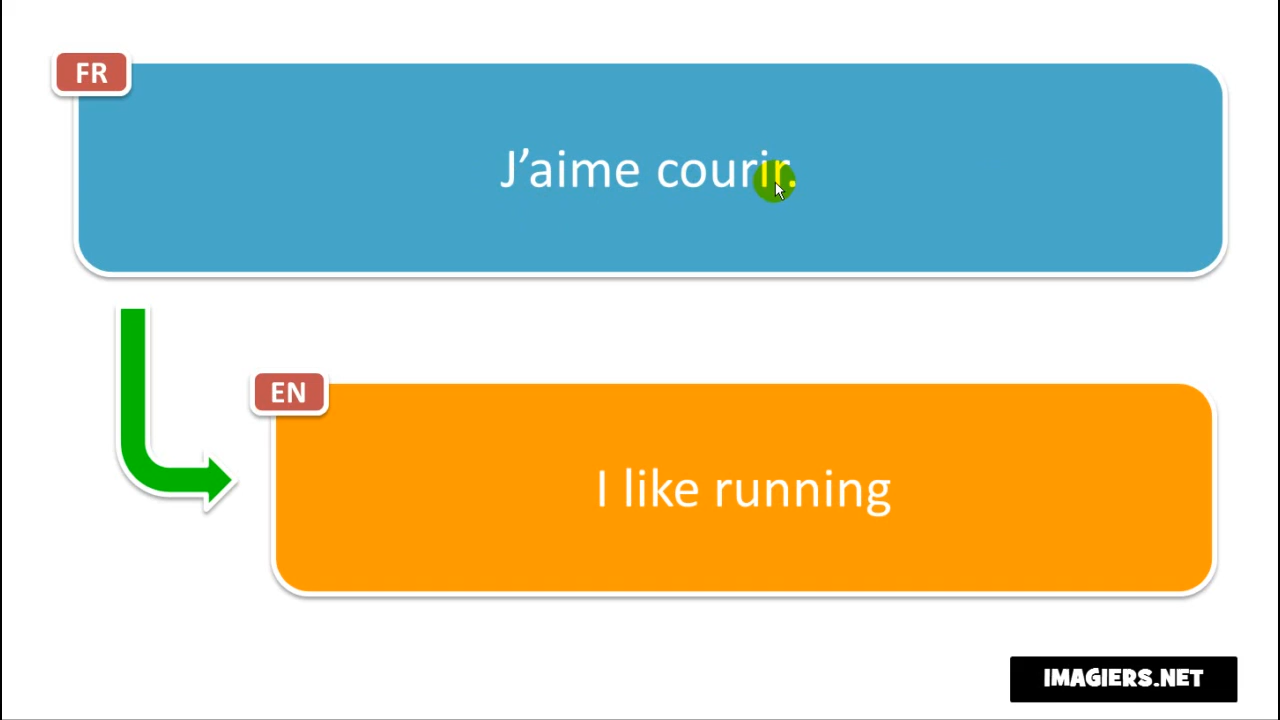 FR
J’aime courir.
EN
I like running
IMAGIERS.NET